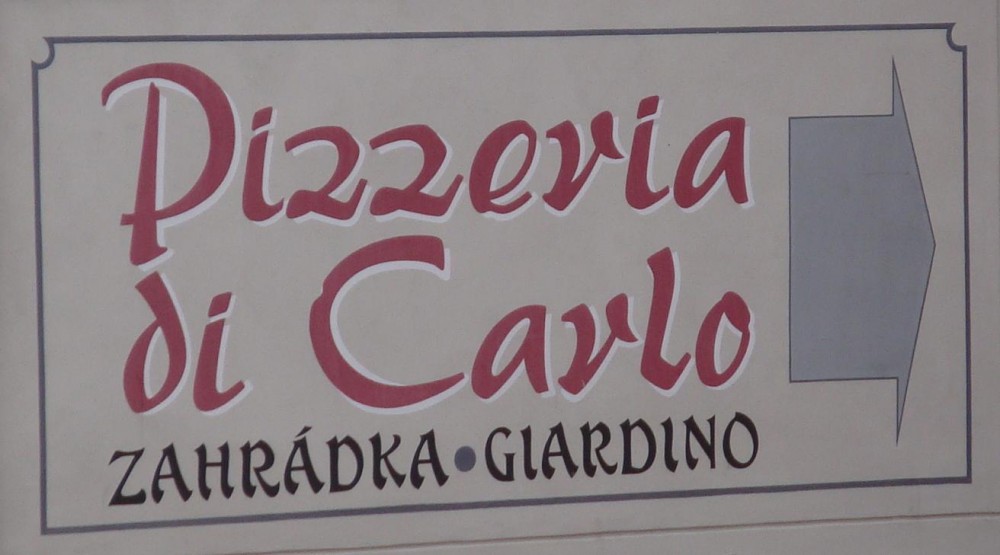 Pizzeria
di Carlo
ZAHRÁDKA • GIARDINO